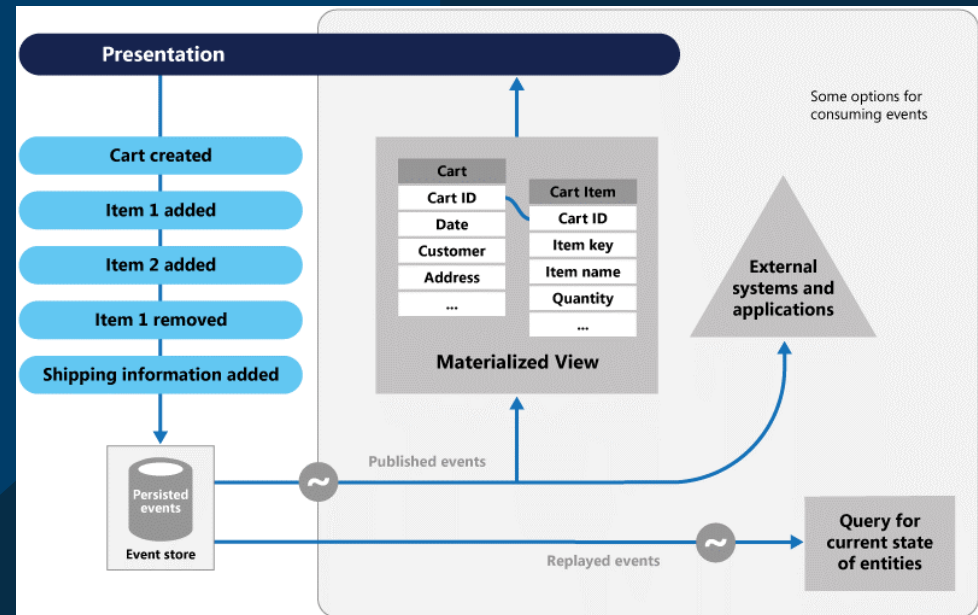 Presentation
Some options for
consuming events
Cart created
Item 1 added
Item 2 added
Item 1 removed
Shipping information added
Cart
Cart ID
Date
Customer
Address
...
Cart Item
Cart ID
Item key
Item name
Quantity
...
Materialized View
External
systems and
applications
Persisted
events
Event store
Published events
~
Replayed events
~
Query for
current state
of entities